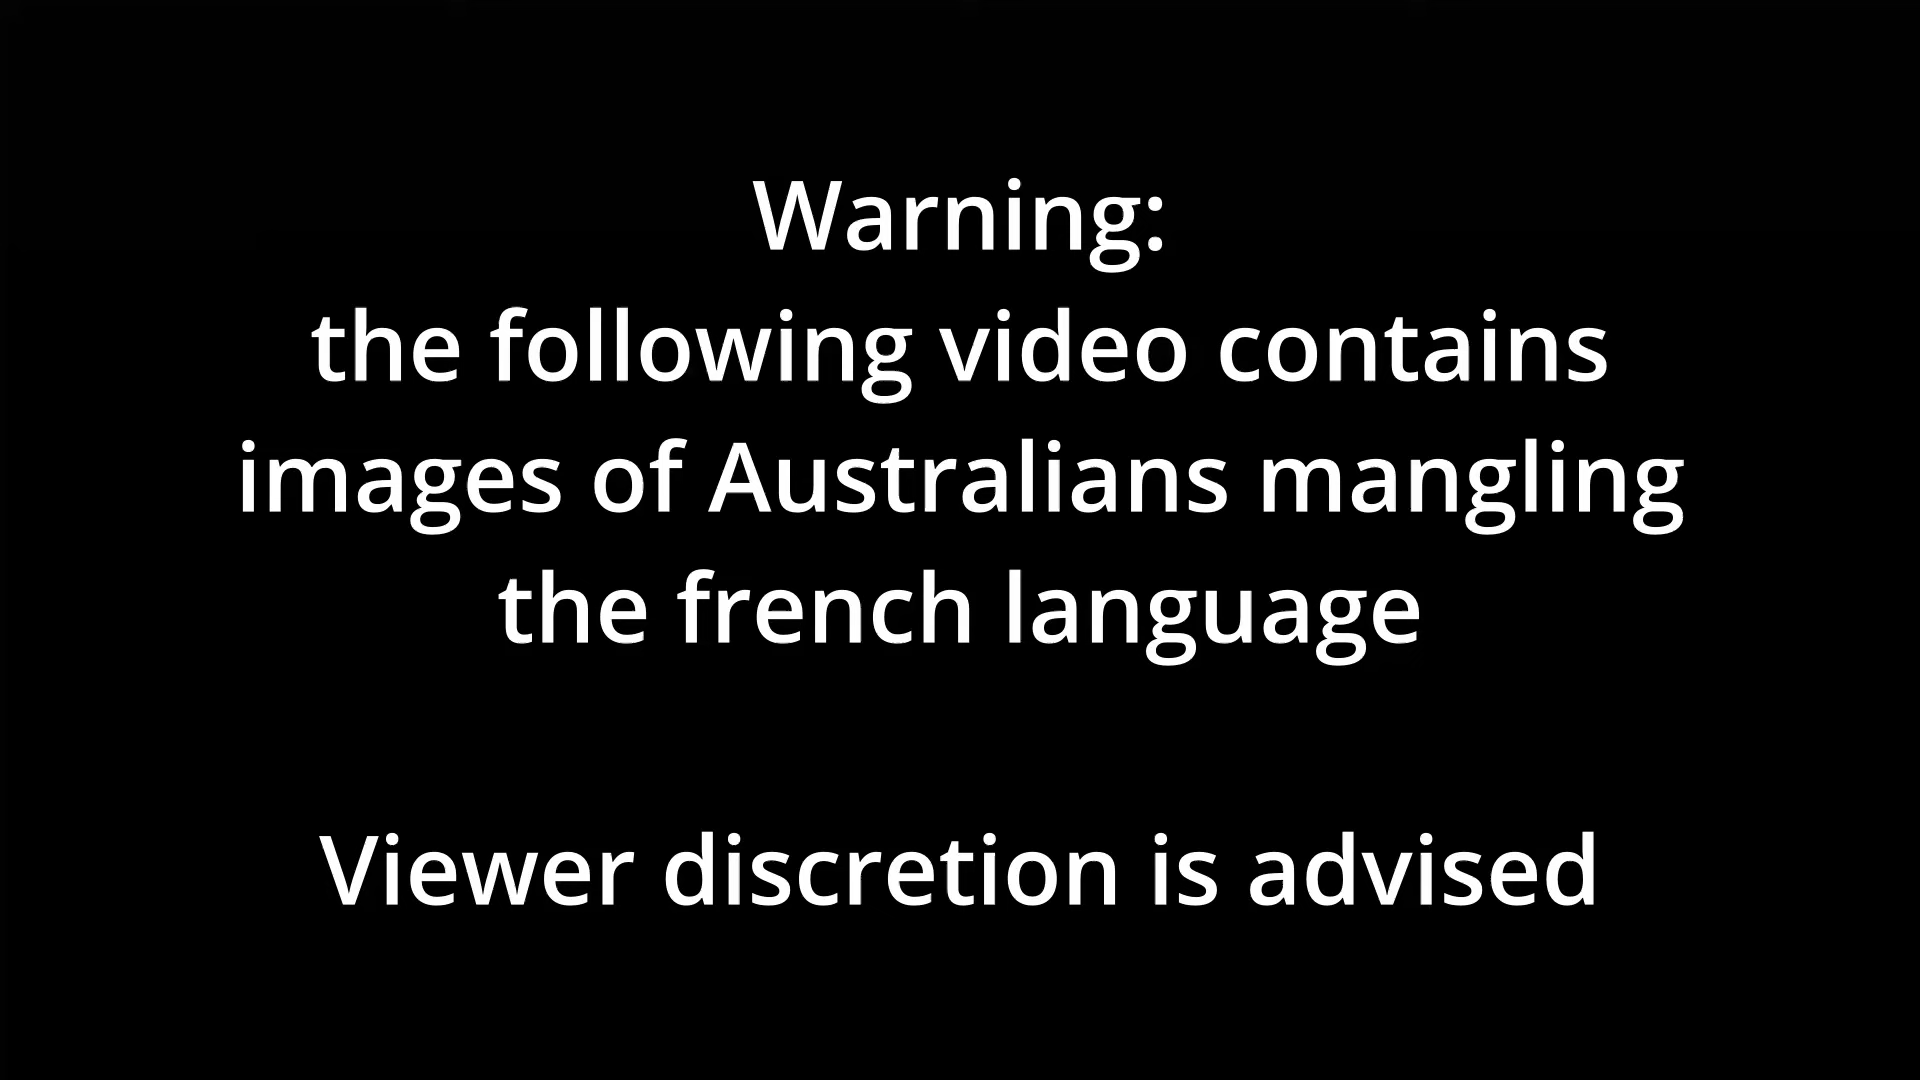 Warning:
the following video contains
images of Australians mangling
the french language
Viewer discretion is advised